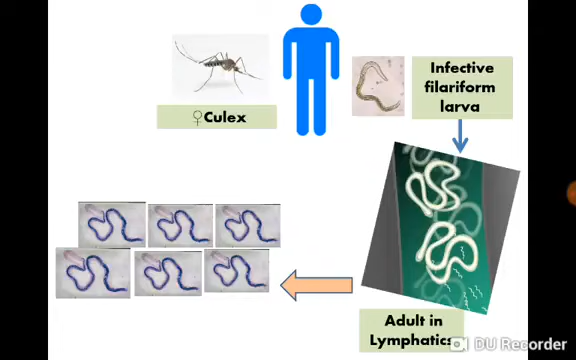 ♀Culex
Infective
filariform
larva
Adult in
Lymphatics
DU Recorder